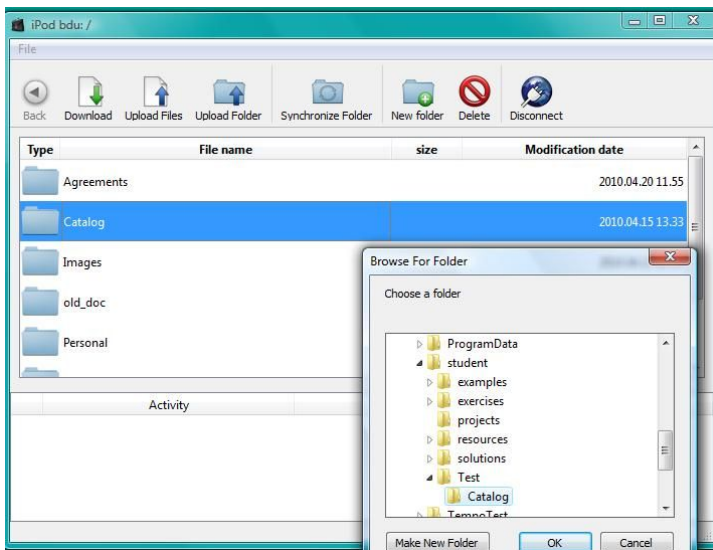 iPod bdu: /
File
Back Download Upload Files Upload Folder Synchronize Folder New folder Delete Disconnect
Type File name size Modification date
Agreements 2010.04.20 11.55
Catalog 2010.04.15 13.33
Images
old_doc
Personal
Activity
Browse For Folder
Choose a folder
ProgramData
student
examples
exercises
projects
resources
solutions
Test
Catalog
TempoTest
Make New Folder OK Cancel